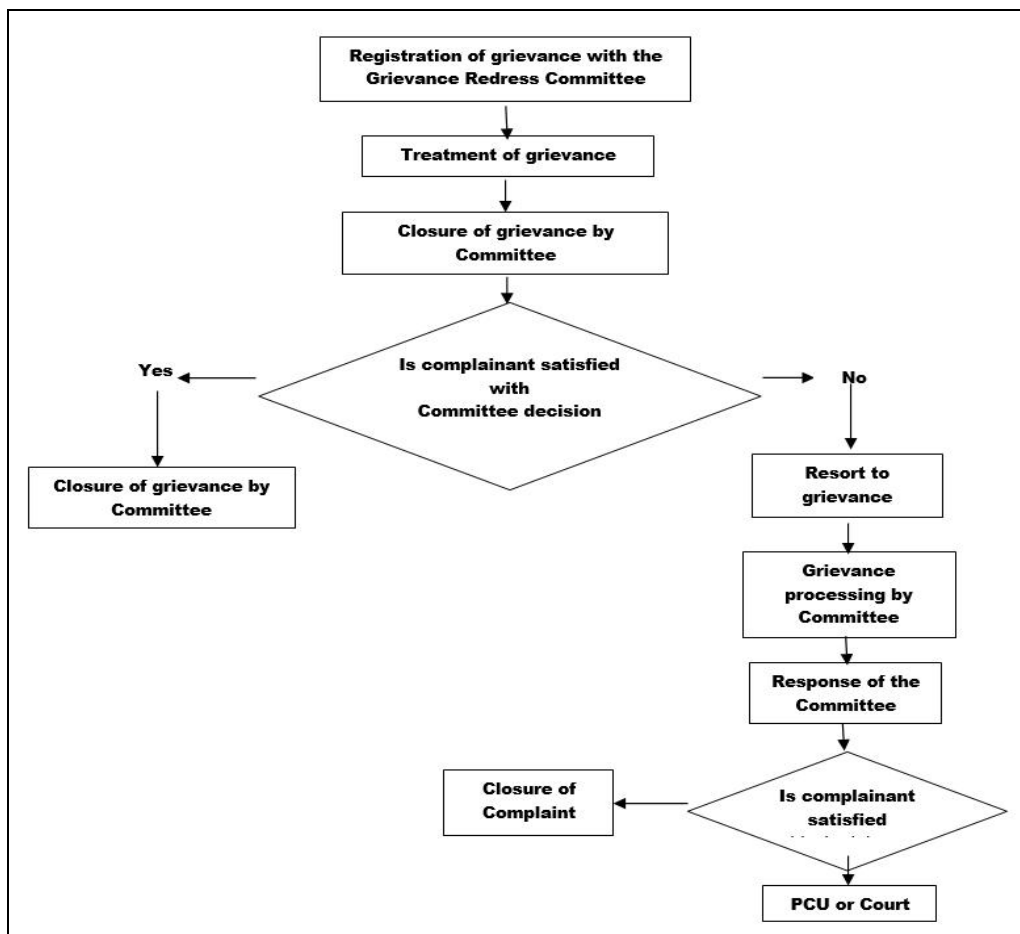 Registration of grievance with the
Grievance Redress Committee
Treatment of grievance
Closure of grievance by
Committee
Is complainant satisfied
with
Committee decision
Yes
No
Closure of grievance by
Committee
Resort to
grievance
Grievance
processing by
Committee
Response of the
Committee
Closure of
Complaint
Is complainant
satisfied
PCU or Court